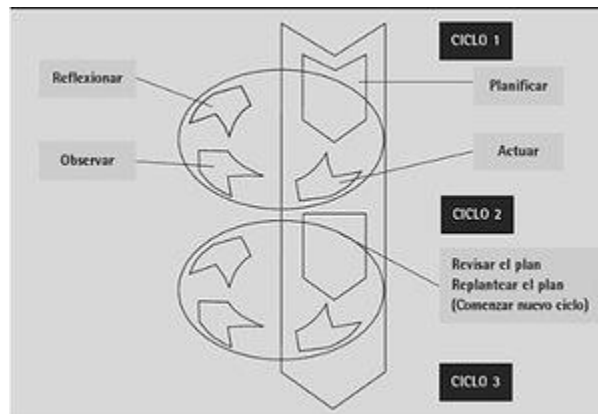 CICLO 1
Reflexionar
Planificar
Observar
Actuar
CICLO 2
Revisar el plan
Replantear el plan
(Comenzar nuevo ciclo)
CICLO 3